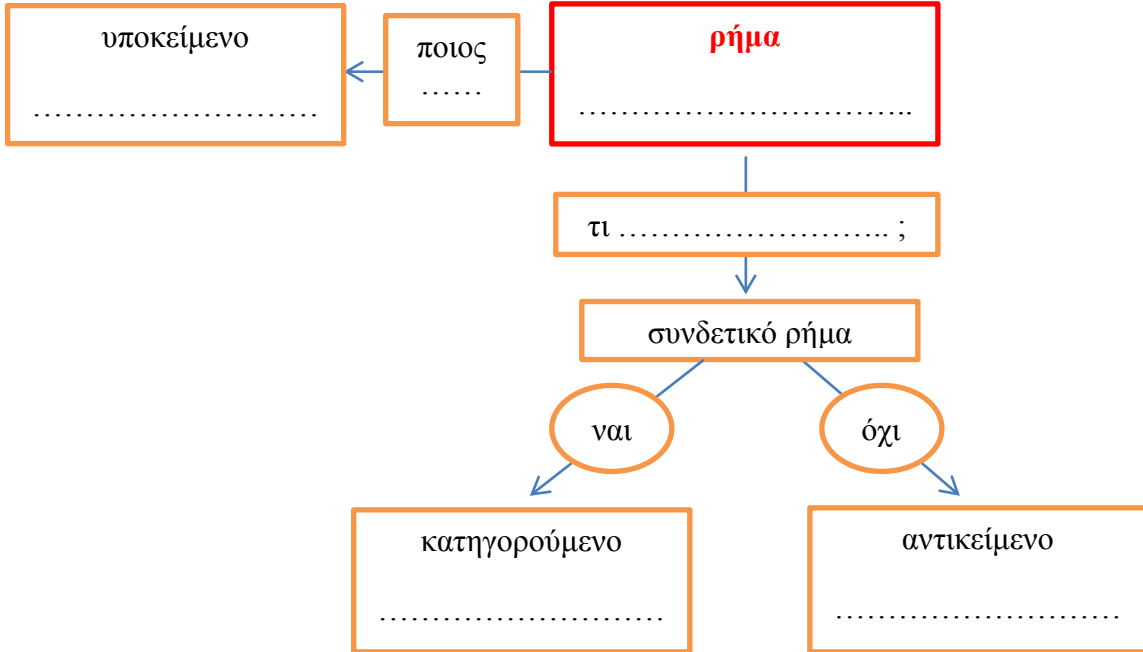 υποκείμενο
………………………
ποιος
……
ρήμα
…………………………..
τι …………………….. ;
συνδετικό ρήμα
ναι
όχι
κατηγορούμενο
………………………
αντικείμενο
………………………